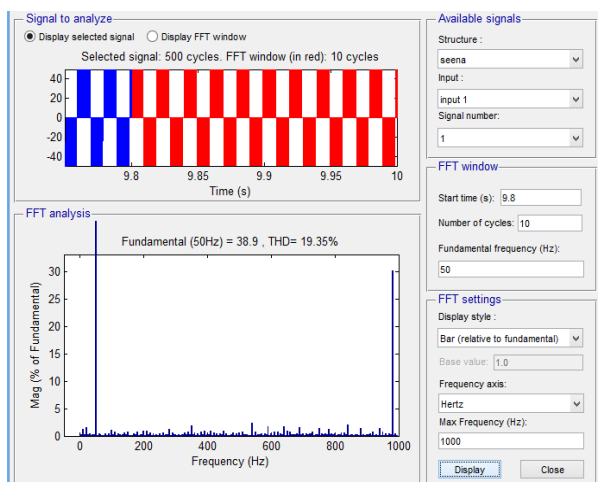 Signal to analyze
Display selected signal Display FFT window
Selected signal: 500 cycles. FFT window (in red): 10 cycles
40
20
0
-20
-40
9.8 9.85 9.9 9.95 10
Time (s)
FFT analysis
Fundamental (50Hz) = 38.9 , THD= 19.35%
Mag (% of Fundamental)
30
25
20
15
10
5
0
0 200 400 600 800 1000
Frequency (Hz)
Available signals
Structure :
seena
Input :
input 1
Signal number:
1
FFT window
Start time (s): 9.8
Number of cycles: 10
Fundamental frequency (Hz):
50
FFT settings
Display style :
Bar (relative to fundamental)
Base value: 1.0
Frequency axis:
Hertz
Max Frequency (Hz):
1000
Display Close